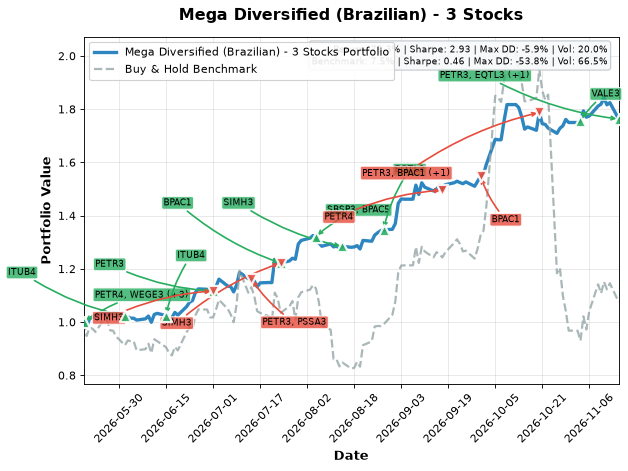 Mega Diversified (Brazilian) - 3 Stocks
Mega Diversified (Brazilian) - 3 Stocks Portfolio
Buy & Hold Benchmark
% | Sharpe: 2.93 | Max DD: -5.9% | Vol: 20.0%
Benchmark: 7.5% | Sharpe: 0.46 | Max DD: -53.8% | Vol: 66.5%
PETR3, EQTL3 (+1)
VALE3
PETR3, BPAC1 (+1)
BPAC1
SIMH3
SBSP3, BPAC5
PETR4
BPAC1
ITUB4
PETR3
ITUB4
PETR4, WEGE3 (+3)
SIMH3
SIMH3
PETR3, PSSA3
Portfolio Value
2.0
1.8
1.6
1.4
1.2
1.0
0.8
2026-05-30
2026-06-15
2026-07-01
2026-07-17
2026-08-02
2026-08-18
2026-09-03
2026-09-19
2026-10-05
2026-10-21
2026-11-06
Date